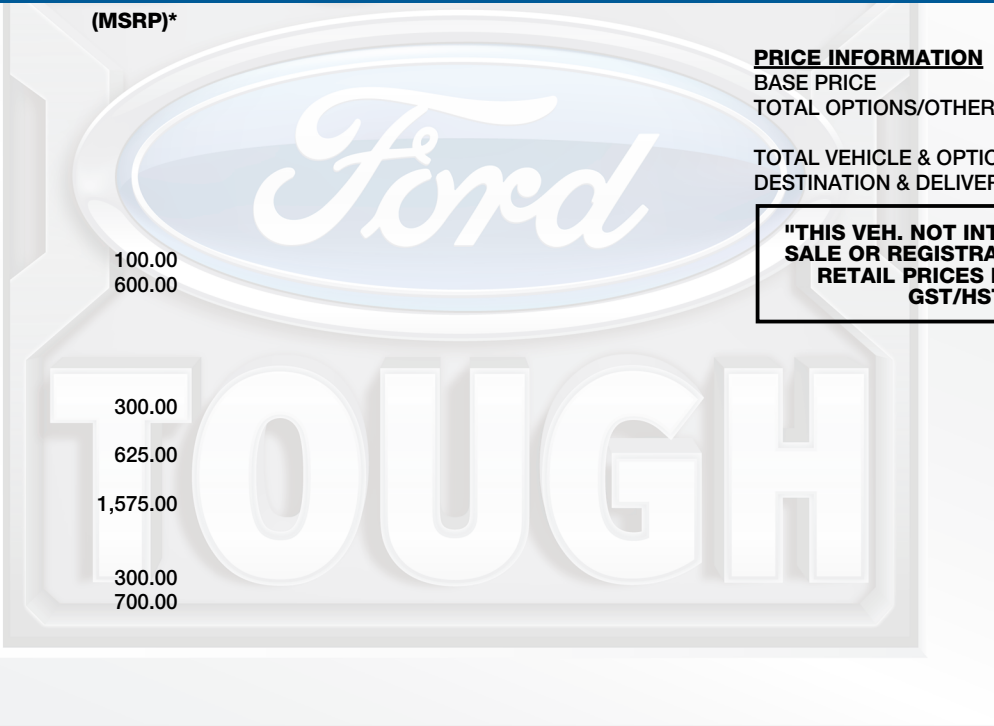 (MSRP)*
100.00
600.00
300.00
625.00
1,575.00
300.00
700.00
PRICE INFORMATION
BASE PRICE
TOTAL OPTIONS/OTHER
TOTAL VEHICLE & OPTIO
DESTINATION & DELIVER
"THIS VEH. NOT INT
SALE OR REGISTRA
RETAIL PRICES
GST/HST
Ford
TOUGH